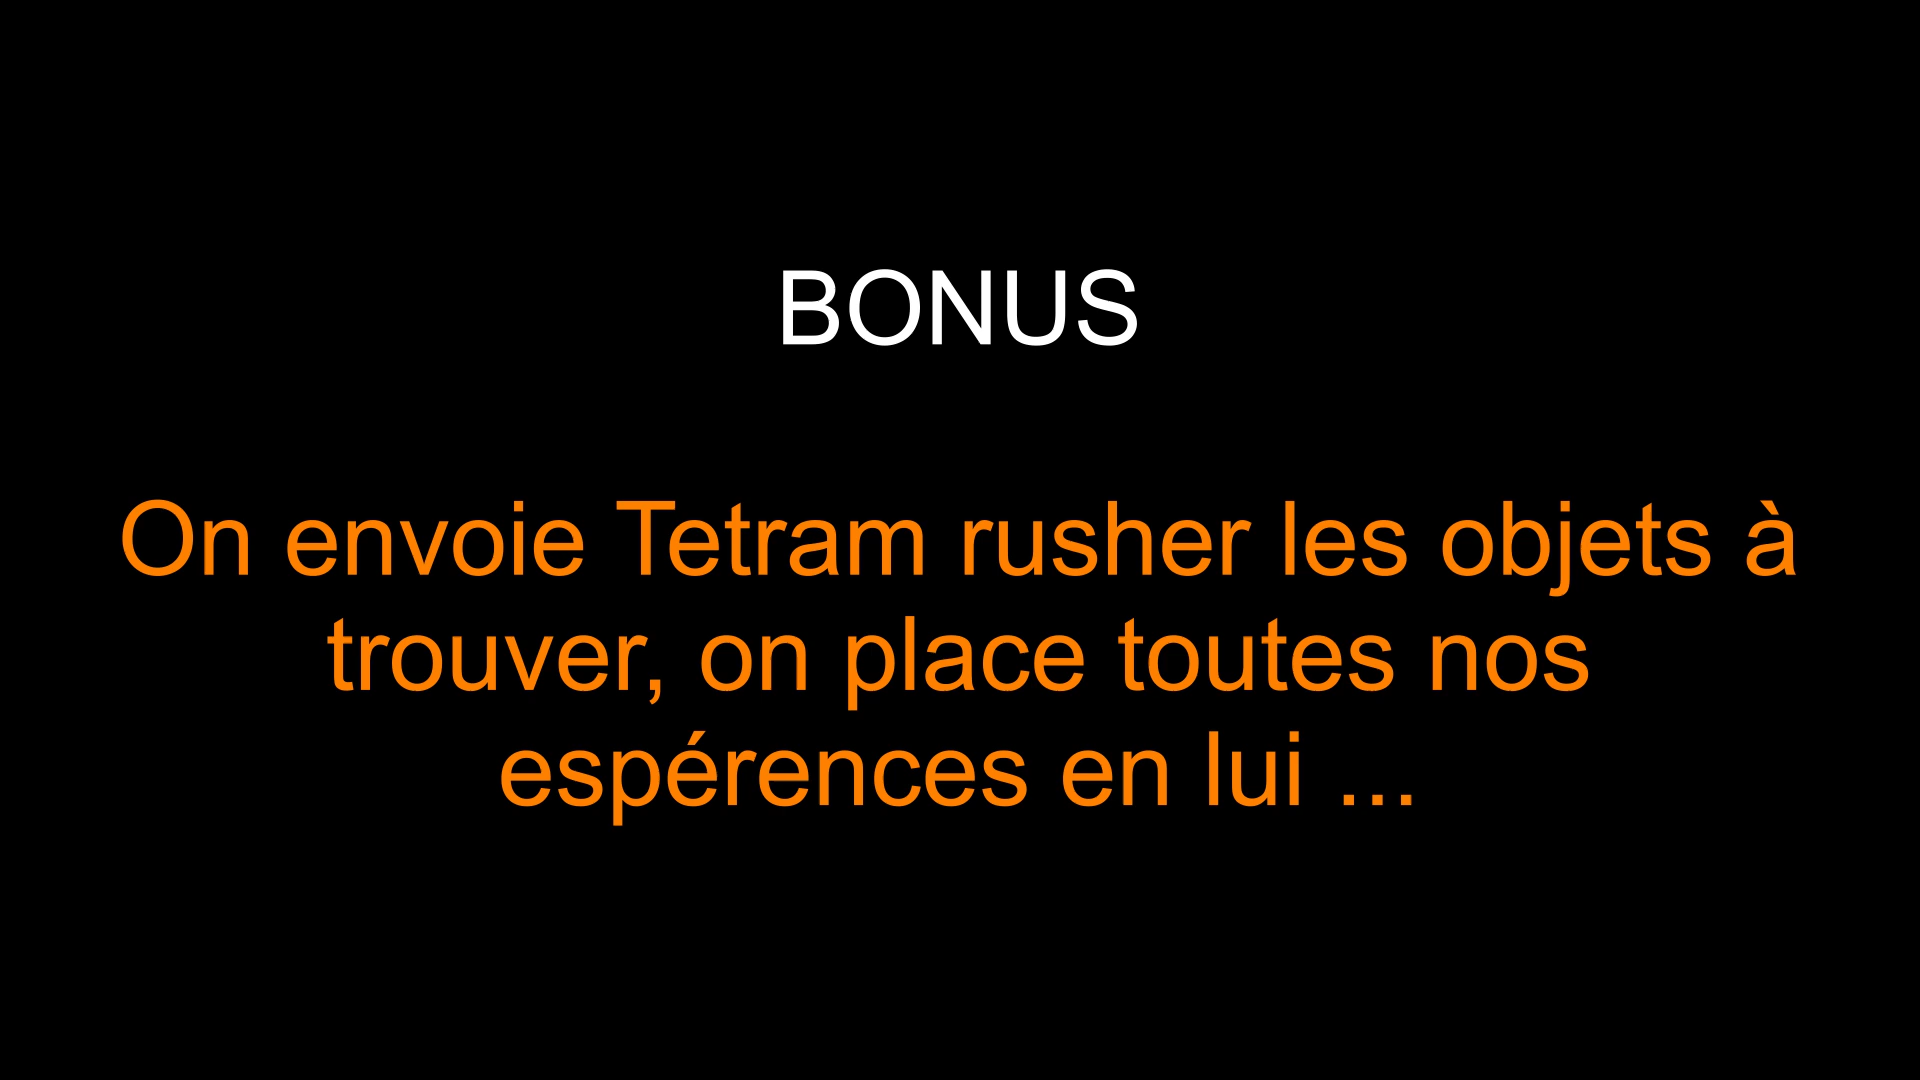 BONUS
On envoie Tetram rusher les objets à
trouver, on place toutes nos
espérences en lui ...